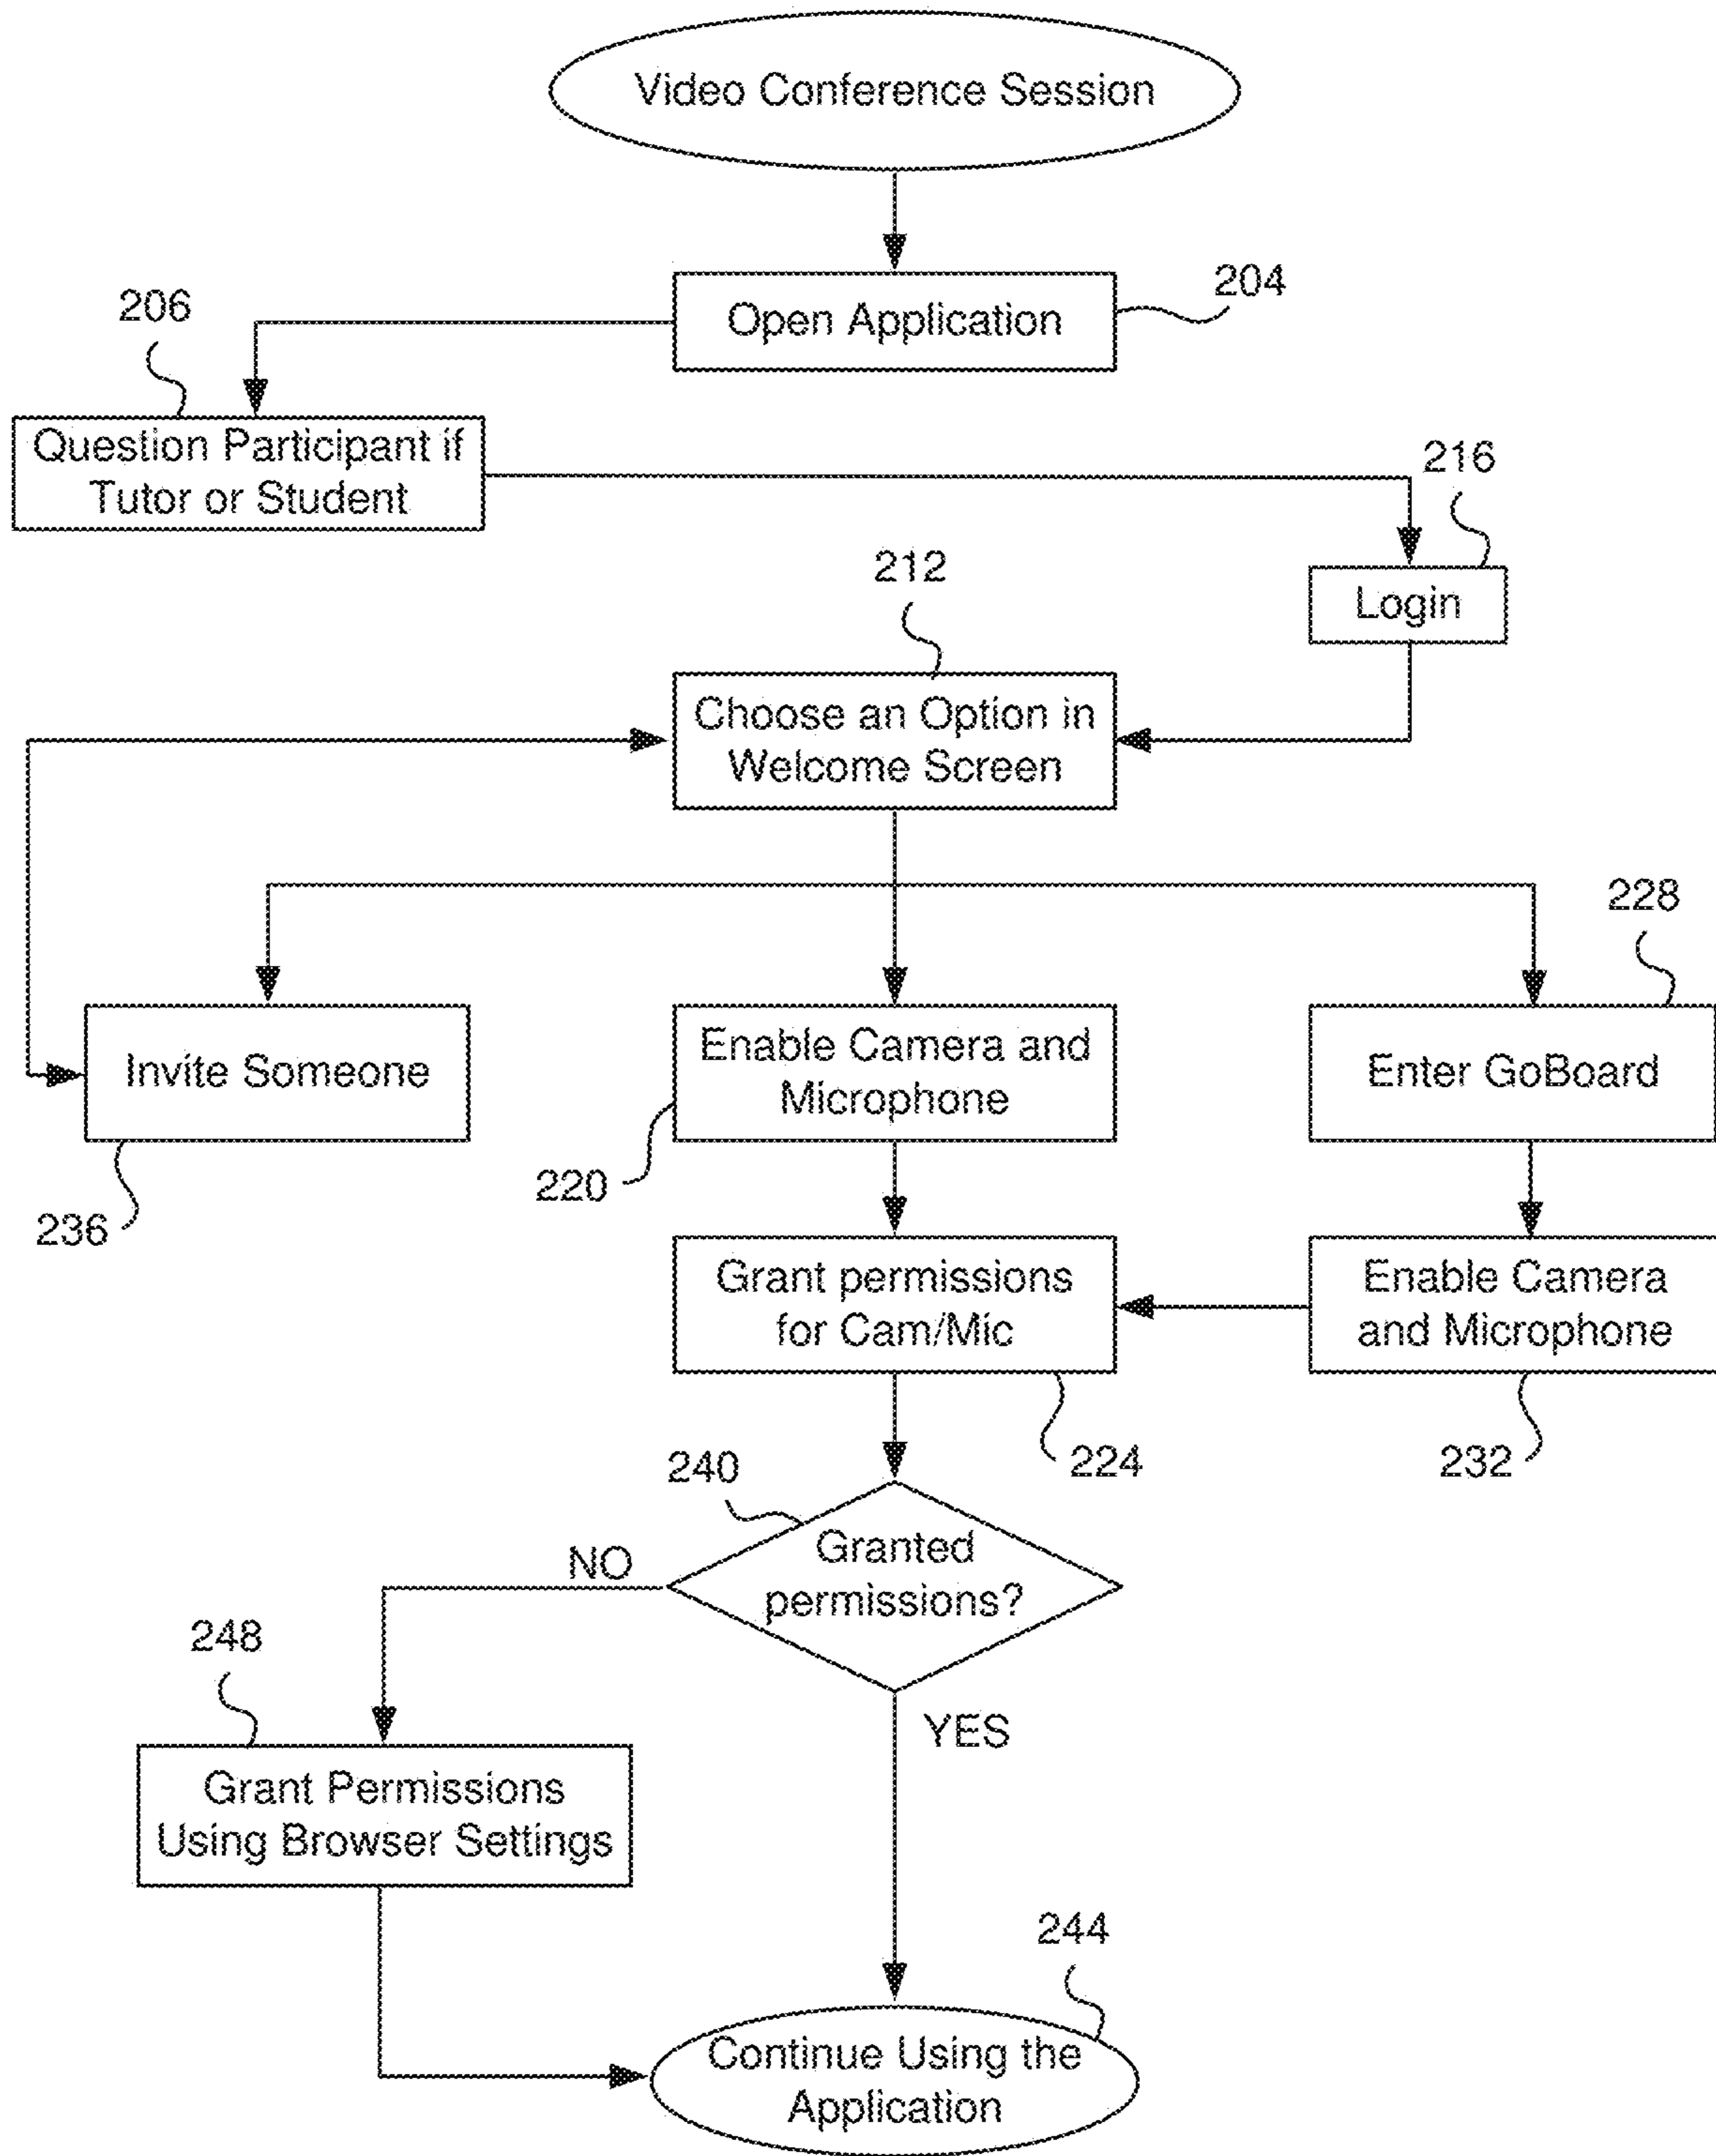 Video Conference Session
204
Open Application
206
Question Participant if
Tutor or Student
216
Login
212
Choose an Option in
Welcome Screen
228
Invite Someone
236
Enable Camera and
Microphone
220
Enter GoBoard
Grant permissions
for Cam/Mic
224
Enable Camera
and Microphone
232
240
Granted
permissions?
NO
YES
248
Grant Permissions
Using Browser Settings
244
Continue Using the
Application